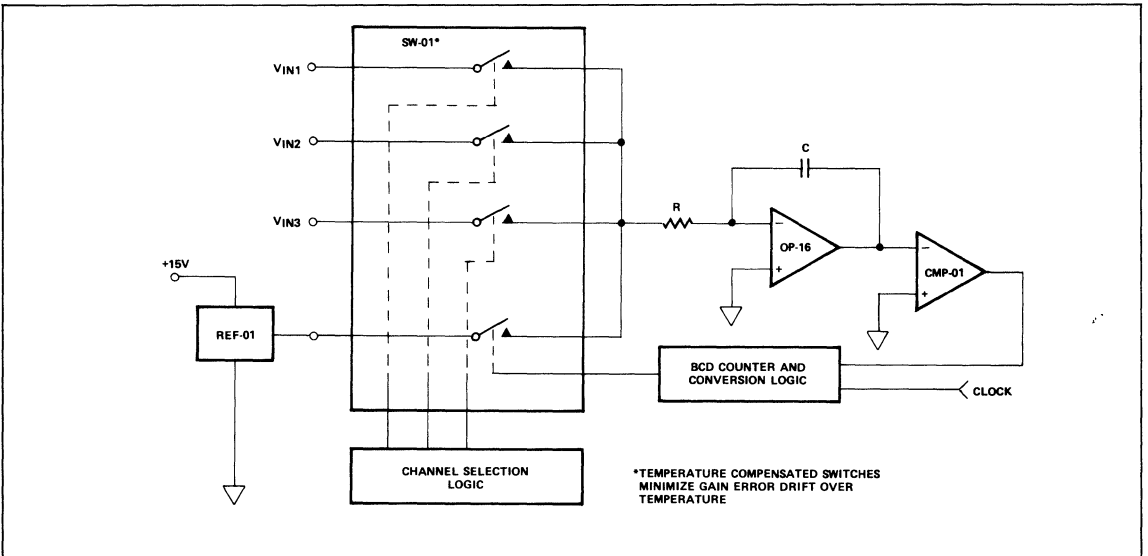 SW-01*
VIN1
VIN2
VIN3
C
R
−
+
OP-16
−
+
CMP-01
+15V
REF-01
BCD COUNTER AND
CONVERSION LOGIC
CLOCK
CHANNEL SELECTION
LOGIC
*TEMPERATURE COMPENSATED SWITCHES
MINIMIZE GAIN ERROR DRIFT OVER
TEMPERATURE